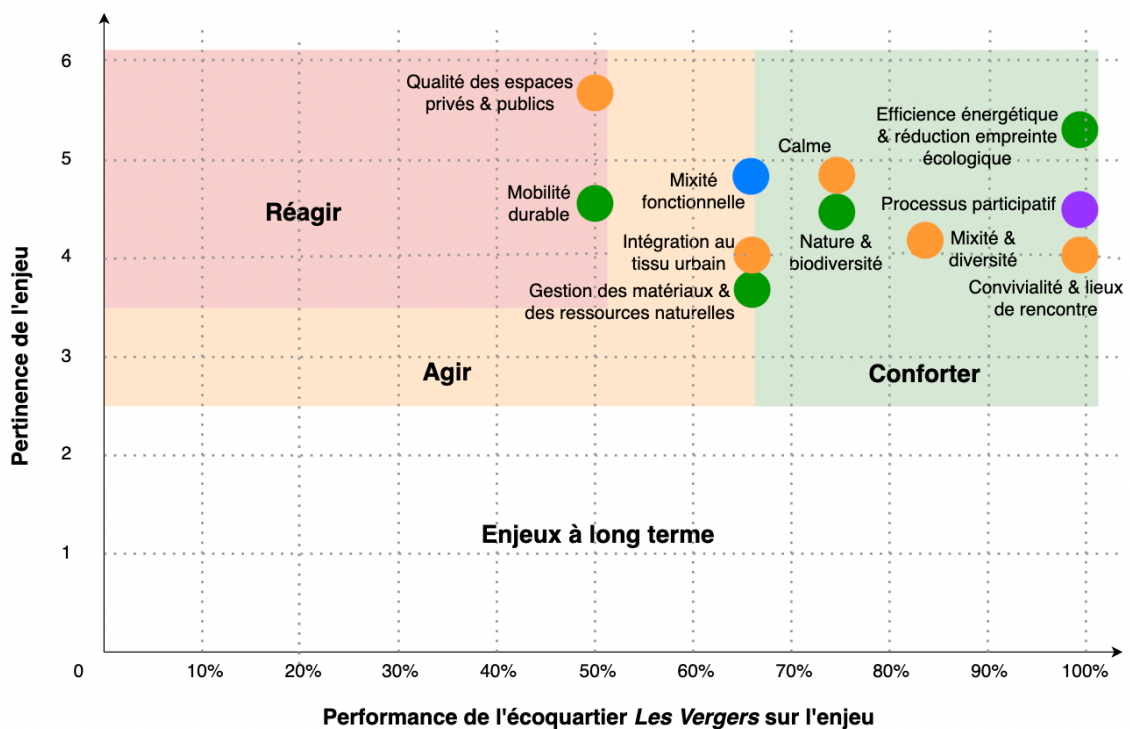 6
Qualité des espaces
privés & publics
Efficience énergétique
& réduction empreinte
écologique
5
Calme
Mixité
fonctionnelle
Mobilité
durable
Réagir
Processus participatif
4
Intégration au
tissu urbain
Nature &
biodiversité
Mixité &
diversité
Gestion des matériaux &
des ressources naturelles
Convivialité & lieux
de rencontre
3
Agir
Conforter
2
Enjeux à long terme
1
Pertinence de l'enjeu
0 10% 20% 30% 40% 50% 60% 70% 80% 90% 100%
Performance de l'écoquartier Les Vergers sur l'enjeu